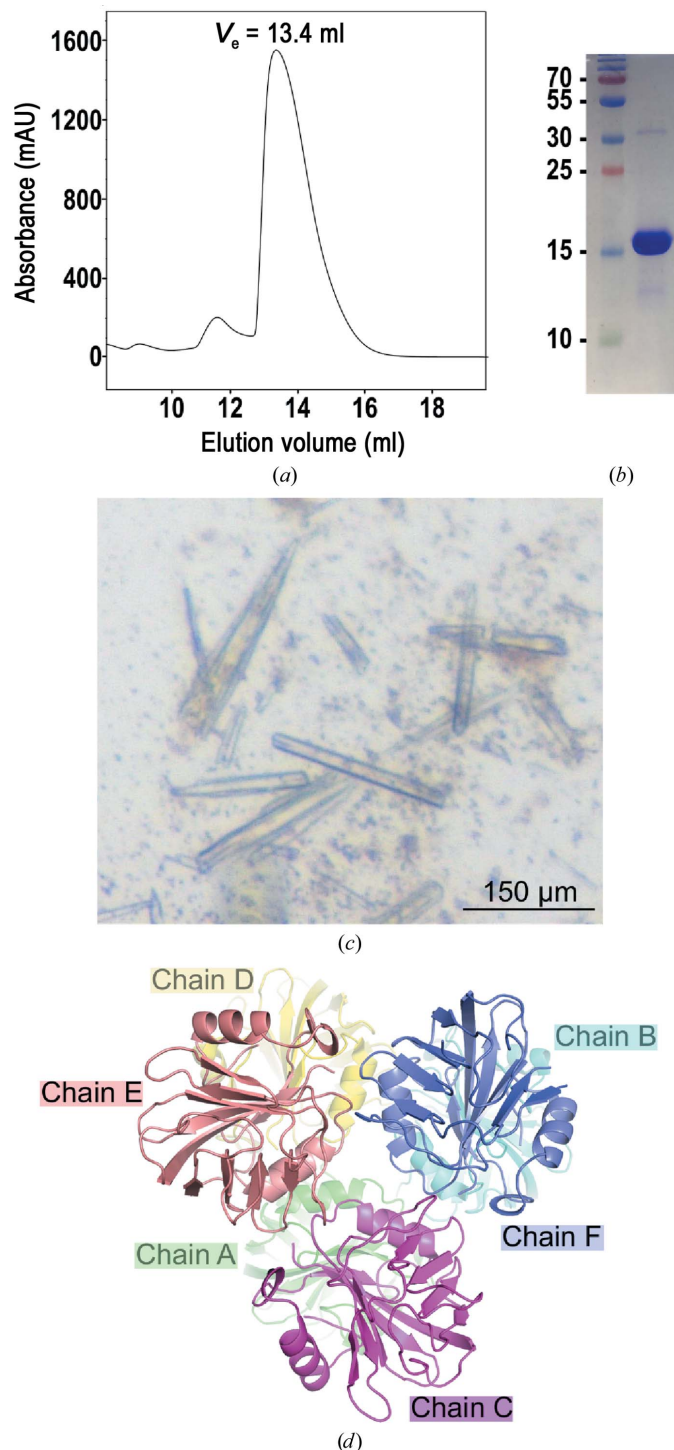 Vₑ = 13.4 ml
1600
1200
800
400
0
Absorbance (mAU)
10 12 14 16 18
Elution volume (ml)
(a)
70
55
30
25
15
10
(b)
150 µm
(c)
Chain D
Chain B
Chain E
Chain F
Chain A
Chain C
(d)